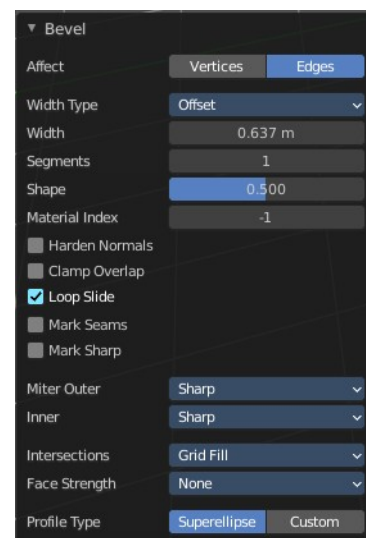 Bevel
Affect Vertices Edges
Width Type Offset
Width 0.637 m
Segments 1
Shape 0.500
Material Index -1
Harden Normals
Clamp Overlap
Loop Slide
Mark Seams
Mark Sharp
Miter Outer Sharp
Inner Sharp
Intersections Grid Fill
Face Strength None
Profile Type Superellipse Custom